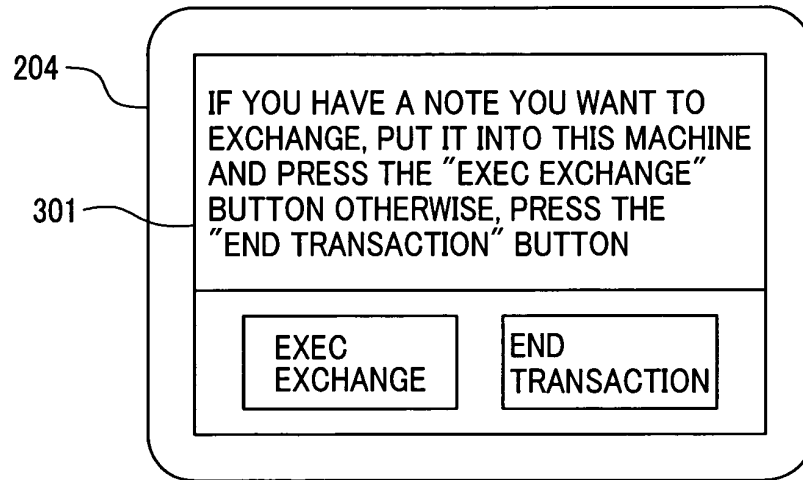 204
IF YOU HAVE A NOTE YOU WANT TO
EXCHANGE, PUT IT INTO THIS MACHINE
AND PRESS THE "EXEC EXCHANGE"
301
BUTTON OTHERWISE, PRESS THE
"END TRANSACTION" BUTTON
EXEC
EXCHANGE
END
TRANSACTION